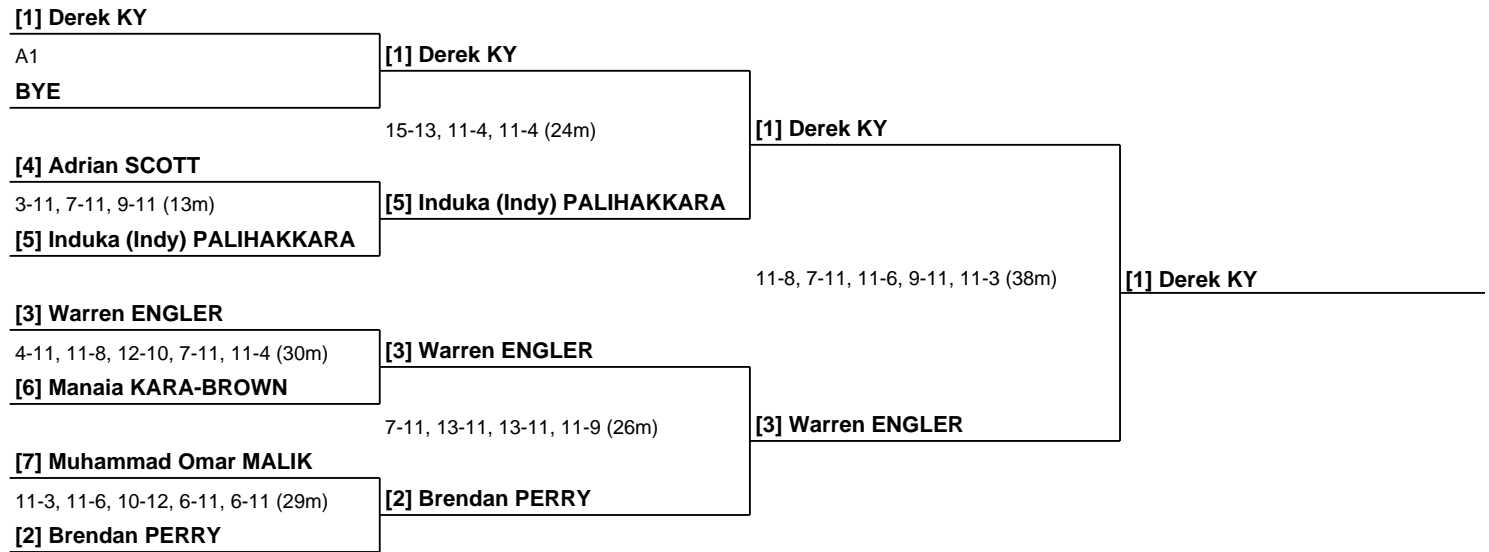 [1] Derek KY
A1
BYE
[1] Derek KY
15-13, 11-4, 11-4 (24m)
[1] Derek KY
[4] Adrian SCOTT
3-11, 7-11, 9-11 (13m)
[5] Induka (Indy) PALIHAKKARA
[5] Induka (Indy) PALIHAKKARA
11-8, 7-11, 11-6, 9-11, 11-3 (38m)
[1] Derek KY
[3] Warren ENGLER
4-11, 11-8, 12-10, 7-11, 11-4 (30m)
[6] Manaia KARA-BROWN
[3] Warren ENGLER
7-11, 13-11, 13-11, 11-9 (26m)
[3] Warren ENGLER
[7] Muhammad Omar MALIK
11-3, 11-6, 10-12, 6-11, 6-11 (29m)
[2] Brendan PERRY
[2] Brendan PERRY